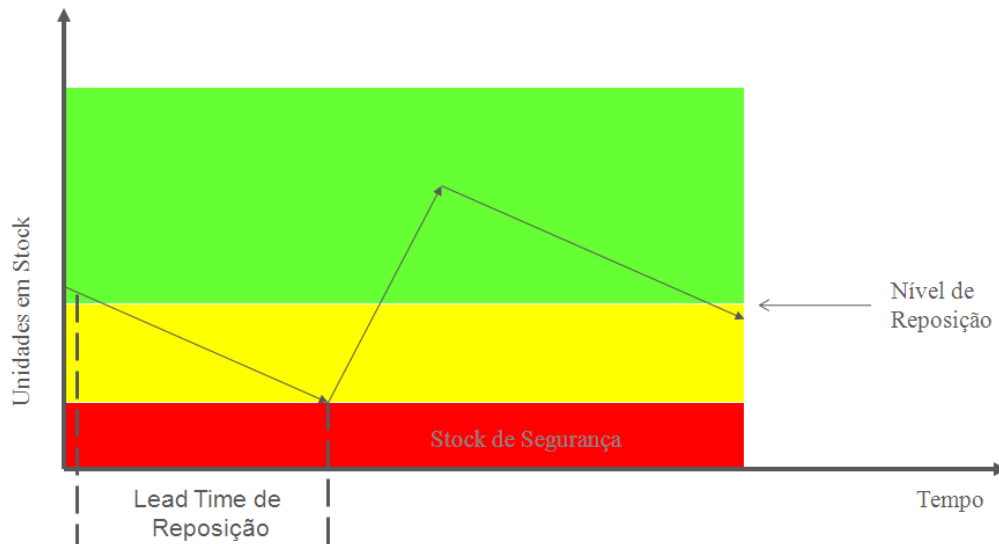 Unidades em Stock
Nível de
Reposição
Stock de Segurança
Lead Time de
Reposição
Tempo